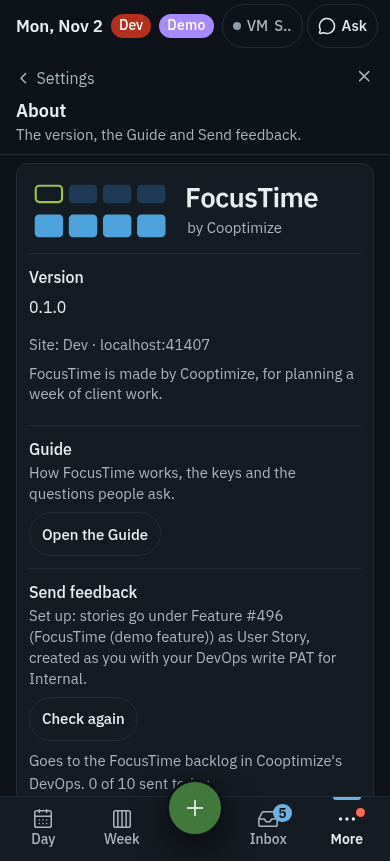 Mon, Nov 2 Dev Demo VM S.. Ask
Settings
About
The version, the Guide and Send feedback.
FocusTime
by Cooptimize
Version
0.1.0
Site: Dev · localhost:41407
FocusTime is made by Cooptimize, for planning a
week of client work.
Guide
How FocusTime works, the keys and the
questions people ask.
Open the Guide
Send feedback
Set up: stories go under Feature #496
(FocusTime (demo feature)) as User Story,
created as you with your DevOps write PAT for
Internal.
Check again
Goes to the FocusTime backlog in Cooptimize's
DevOps. 0 of 10 sent
5
Day Week Inbox More